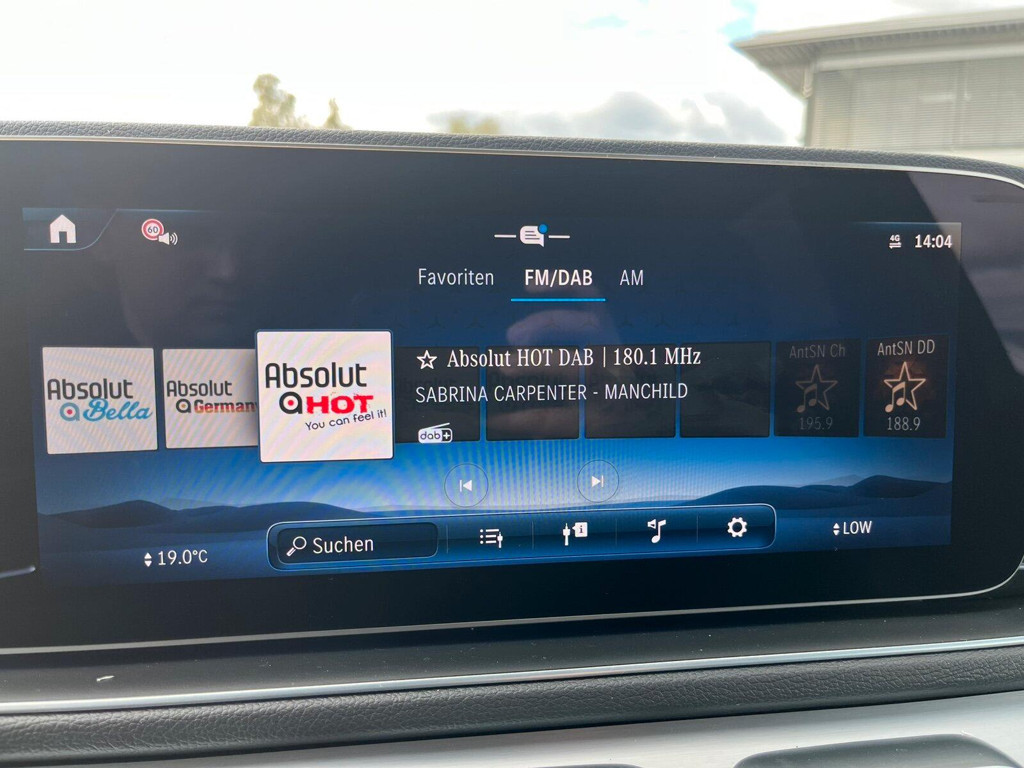 60
4G
14:04
Favoriten FM/DAB AM
Absolut
Bella
Absolut
German
Absolut
HOT
You can feel it!
Absolut HOT DAB | 180.1 MHz
SABRINA CARPENTER - MANCHILD
dab+
AntSN Ch
195.9
AntSN DD
188.9
19.0°C
Suchen
LOW